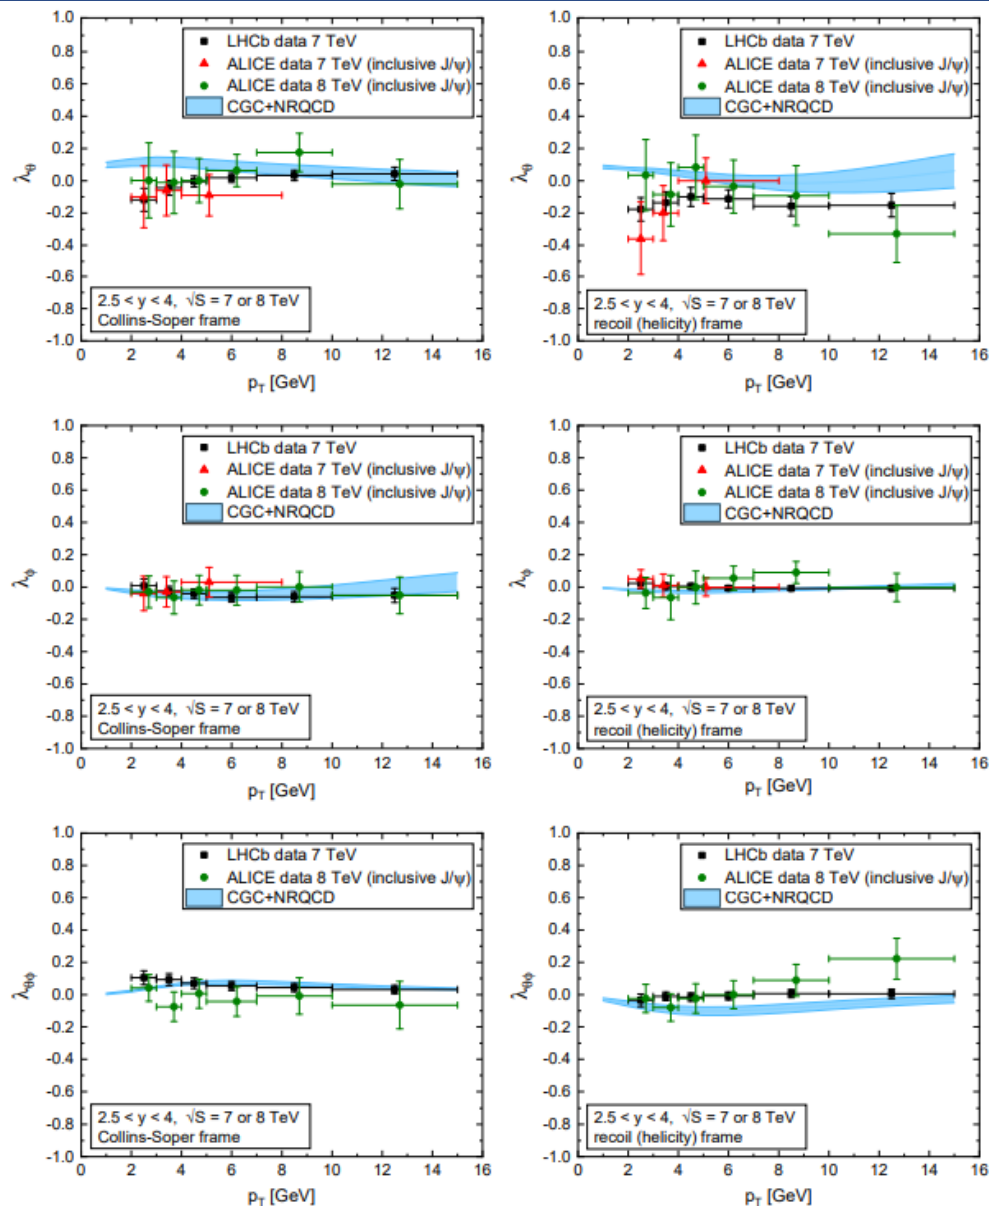 1.0
0.8
0.6
0.4
0.2
0.0
-0.2
-0.4
-0.6
-0.8
-1.0
λθ
LHCb data 7 TeV
ALICE data 7 TeV (inclusive J/ψ)
ALICE data 8 TeV (inclusive J/ψ)
CGC+NRQCD
2.5 < y < 4, √S = 7 or 8 TeV
Collins-Soper frame
0 2 4 6 8 10 12 14 16
pT [GeV]
1.0
0.8
0.6
0.4
0.2
0.0
-0.2
-0.4
-0.6
-0.8
-1.0
λθ
LHCb data 7 TeV
ALICE data 7 TeV (inclusive J/ψ)
ALICE data 8 TeV (inclusive J/ψ)
CGC+NRQCD
2.5 < y < 4, √S = 7 or 8 TeV
recoil (helicity) frame
0 2 4 6 8 10 12 14 16
pT [GeV]
1.0
0.8
0.6
0.4
0.2
0.0
-0.2
-0.4
-0.6
-0.8
-1.0
λϕ
LHCb data 7 TeV
ALICE data 7 TeV (inclusive J/ψ)
ALICE data 8 TeV (inclusive J/ψ)
CGC+NRQCD
2.5 < y < 4, √S = 7 or 8 TeV
Collins-Soper frame
0 2 4 6 8 10 12 14 16
pT [GeV]
1.0
0.8
0.6
0.4
0.2
0.0
-0.2
-0.4
-0.6
-0.8
-1.0
λϕ
LHCb data 7 TeV
ALICE data 7 TeV (inclusive J/ψ)
ALICE data 8 TeV (inclusive J/ψ)
CGC+NRQCD
2.5 < y < 4, √S = 7 or 8 TeV
recoil (helicity) frame
0 2 4 6 8 10 12 14 16
pT [GeV]
1.0
0.8
0.6
0.4
0.2
0.0
-0.2
-0.4
-0.6
-0.8
-1.0
λθϕ
LHCb data 7 TeV
ALICE data 8 TeV (inclusive J/ψ)
CGC+NRQCD
2.5 < y < 4, √S = 7 or 8 TeV
Collins-Soper frame
0 2 4 6 8 10 12 14 16
pT [GeV]
1.0
0.8
0.6
0.4
0.2
0.0
-0.2
-0.4
-0.6
-0.8
-1.0
λθϕ
LHCb data 7 TeV
ALICE data 8 TeV (inclusive J/ψ)
CGC+NRQCD
2.5 < y < 4, √S = 7 or 8 TeV
recoil (helicity) frame
0 2 4 6 8 10 12 14 16
pT [GeV]